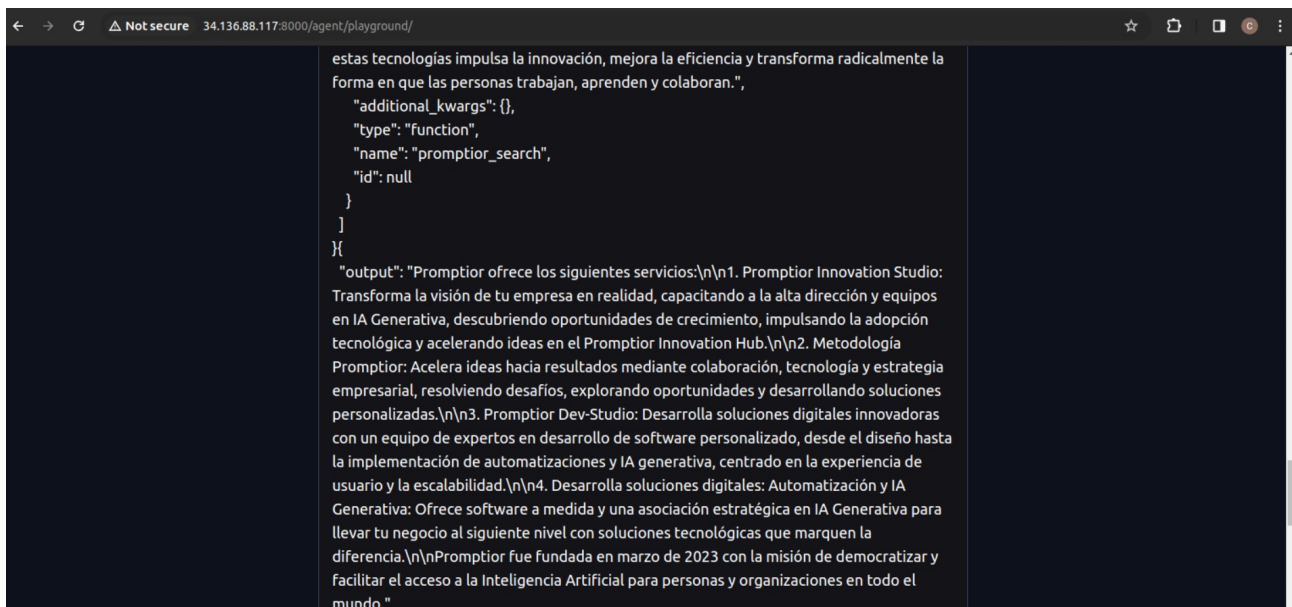 Not secure 34.136.88.117:8000/agent/playground/
C
estas tecnologías impulsa la innovación, mejora la eficiencia y transforma radicalmente la
forma en que las personas trabajan, aprenden y colaboran.",
"additional_kwargs": {},
"type": "function",
"name": "promptior_search",
"id": null
}
]
}{
"output": "Promptior ofrece los siguientes servicios:\n\n1. Promptior Innovation Studio:
Transforma la visión de tu empresa en realidad, capacitando a la alta dirección y equipos
en IA Generativa, descubriendo oportunidades de crecimiento, impulsando la adopción
tecnológica y acelerando ideas en el Promptior Innovation Hub.\n\n2. Metodología
Promptior: Acelera ideas hacia resultados mediante colaboración, tecnología y estrategia
empresarial, resolviendo desafíos, explorando oportunidades y desarrollando soluciones
personalizadas.\n\n3. Promptior Dev-Studio: Desarrolla soluciones digitales innovadoras
con un equipo de expertos en desarrollo de software personalizado, desde el diseño hasta
la implementación de automatizaciones y IA generativa, centrado en la experiencia de
usuario y la escalabilidad.\n\n4. Desarrolla soluciones digitales: Automatización y IA
Generativa: Ofrece software a medida y una asociación estratégica en IA Generativa para
llevar tu negocio al siguiente nivel con soluciones tecnológicas que marquen la
diferencia.\n\nPromptior fue fundada en marzo de 2023 con la misión de democratizar y
facilitar el acceso a la Inteligencia Artificial para personas y organizaciones en todo el
mundo."